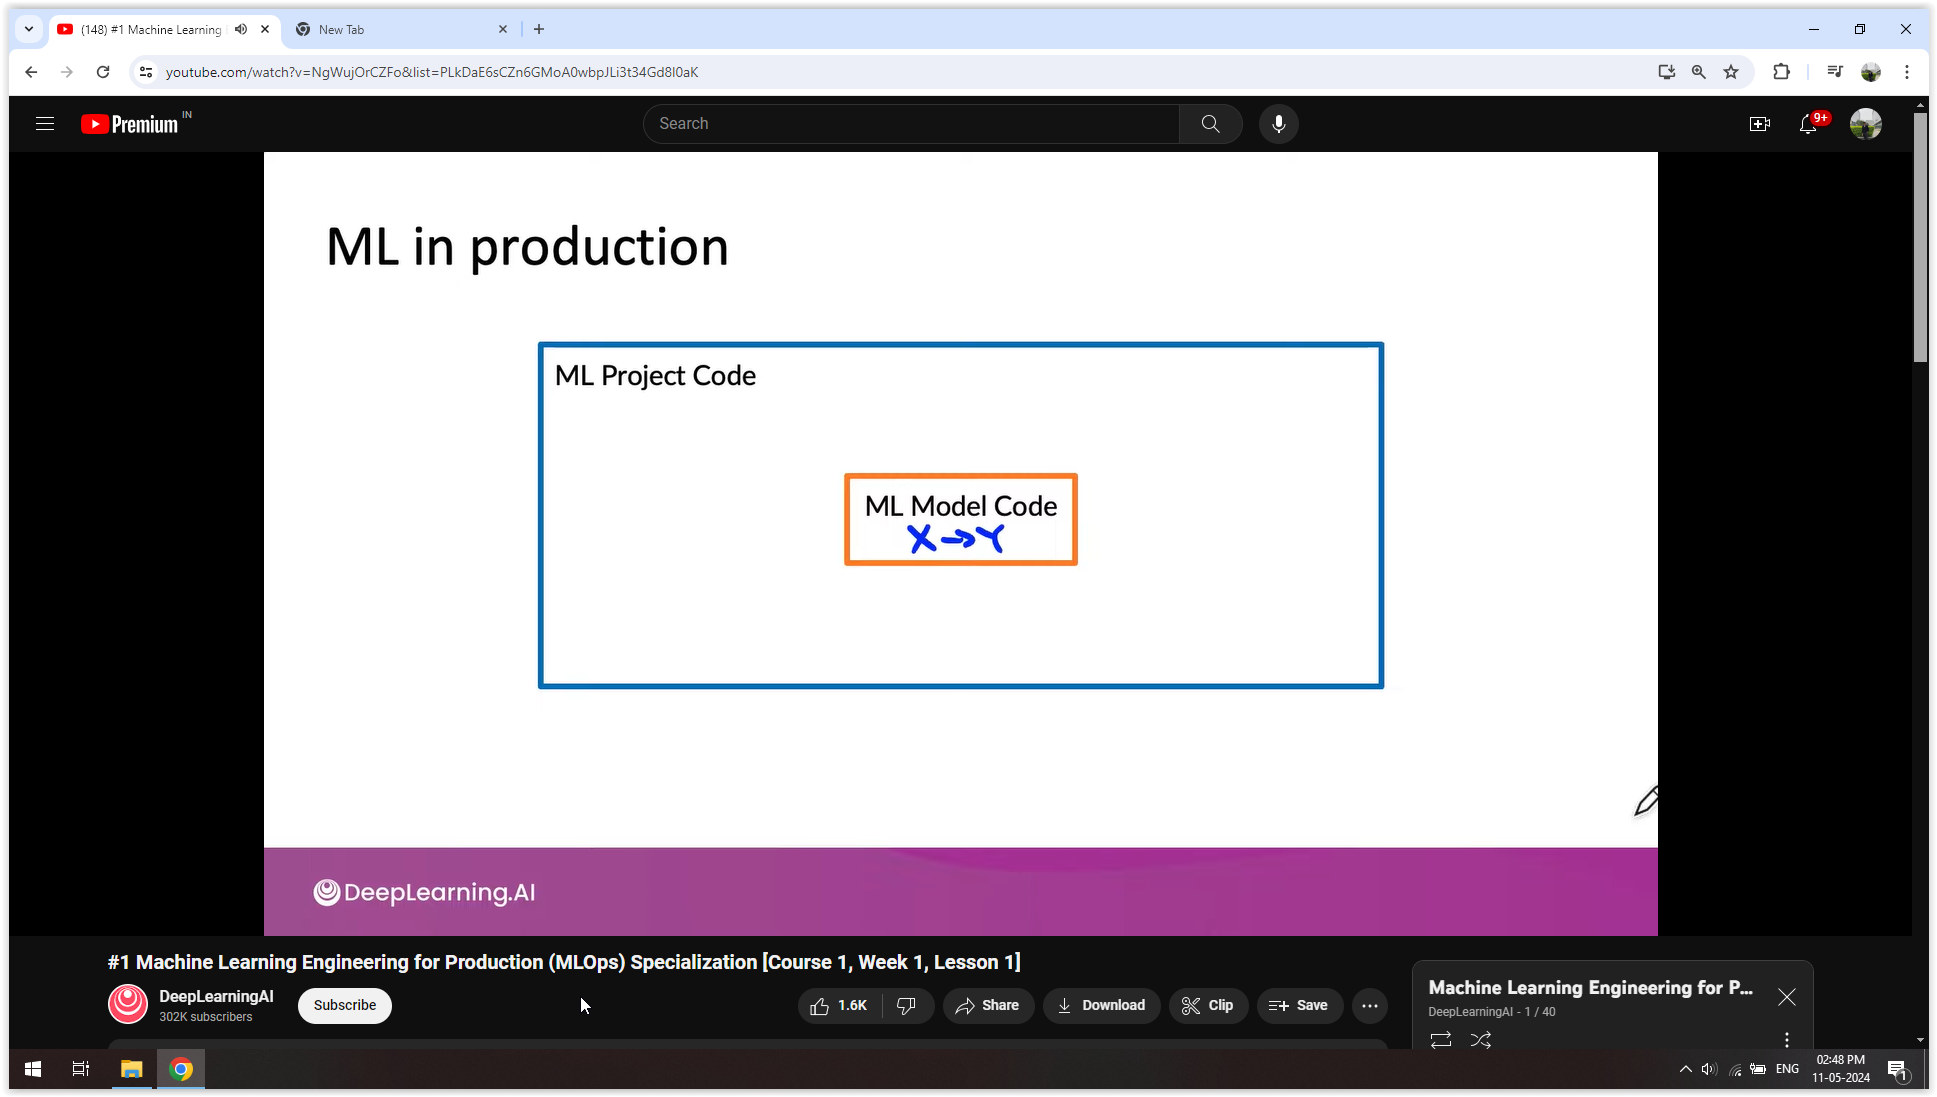 (148) #1 Machine Learning
New Tab
youtube.com/watch?v=NgWujOrCZFo&list=PLkDaE6sCZn6GMoA0wbpJLi3t34Gd8l0aK
Premium IN
Search
9+
ML in production
ML Project Code
ML Model Code
X→Y
DeepLearning.AI
#1 Machine Learning Engineering for Production (MLOps) Specialization [Course 1, Week 1, Lesson 1]
DeepLearningAI
302K subscribers
Subscribe
1.6K
Share
Download
Clip
Save
Machine Learning Engineering for P...
DeepLearningAI - 1 / 40
ENG
02:48 PM
11-05-2024
1